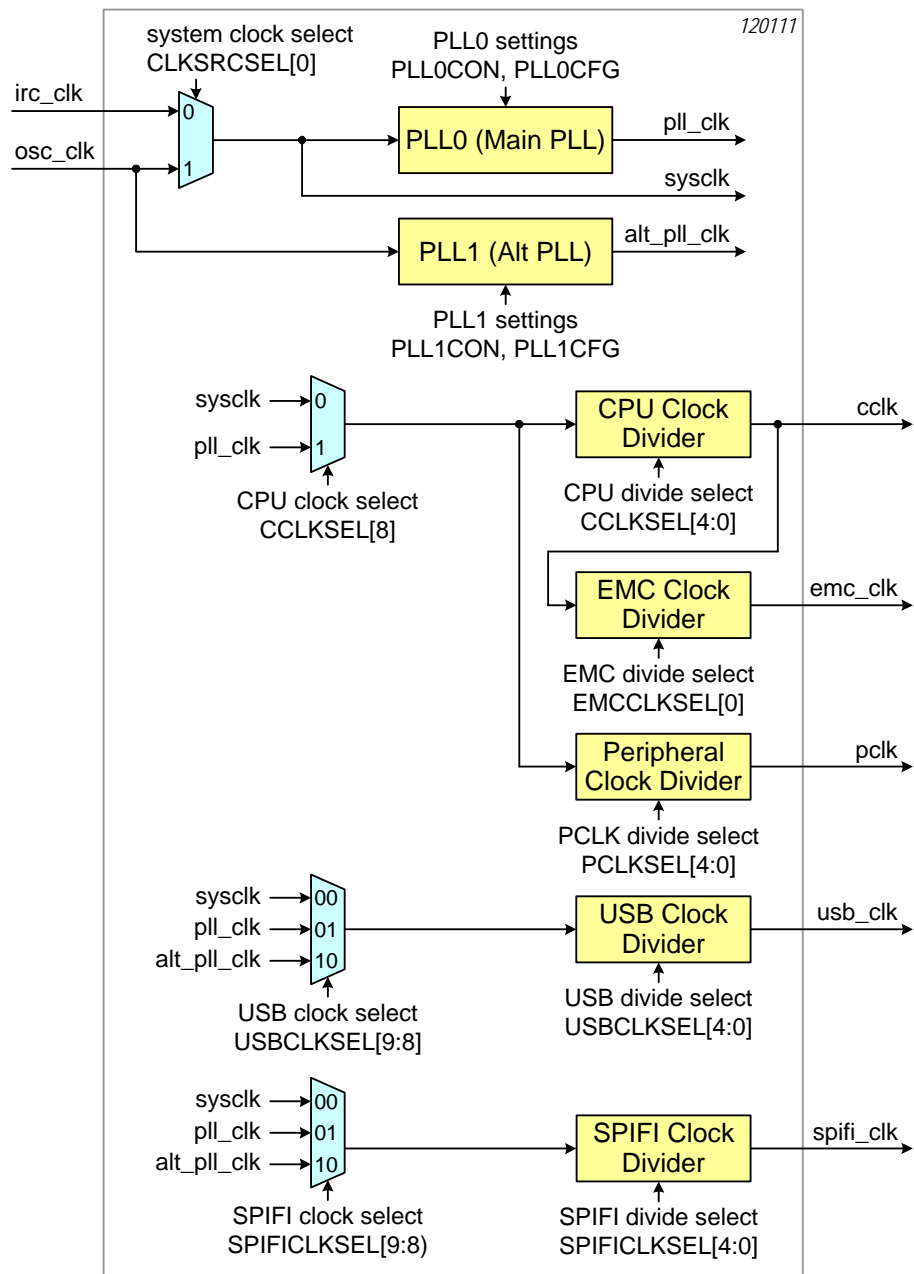 120111
system clock select
CLKSRCSEL[0]
PLL0 settings
PLL0CON, PLL0CFG
irc_clk
0
osc_clk
1
PLL0 (Main PLL)
pll_clk
sysclk
PLL1 (Alt PLL)
alt_pll_clk
PLL1 settings
PLL1CON, PLL1CFG
sysclk
0
pll_clk
1
CPU clock select
CCLKSEL[8]
CPU Clock
Divider
cclk
CPU divide select
CCLKSEL[4:0]
EMC Clock
Divider
emc_clk
EMC divide select
EMCCLKSEL[0]
Peripheral
Clock Divider
pclk
PCLK divide select
PCLKSEL[4:0]
sysclk
00
pll_clk
01
alt_pll_clk
10
USB clock select
USBCLKSEL[9:8]
USB Clock
Divider
usb_clk
USB divide select
USBCLKSEL[4:0]
sysclk
00
pll_clk
01
alt_pll_clk
10
SPIFI clock select
SPIFICLKSEL[9:8)
SPIFI Clock
Divider
spifi_clk
SPIFI divide select
SPIFICLKSEL[4:0]